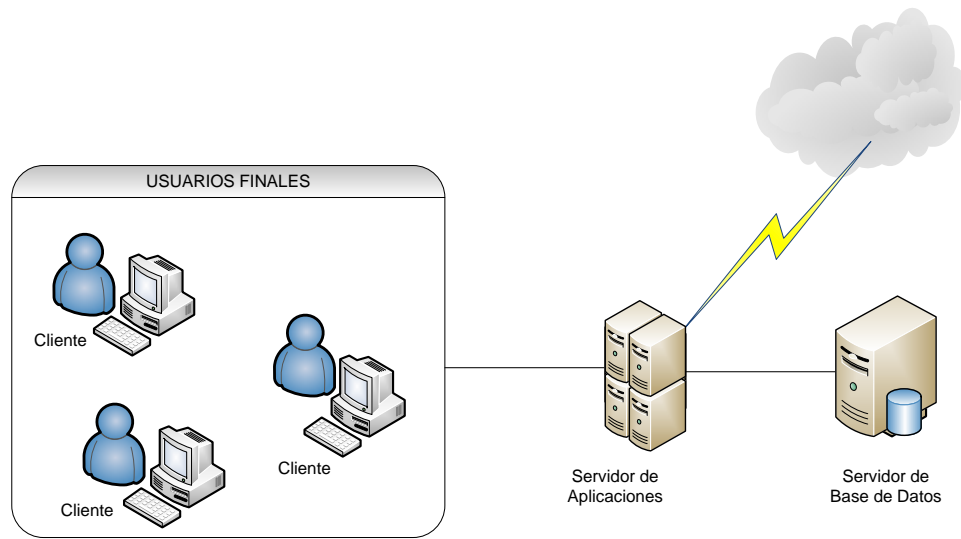 USUARIOS FINALES
Cliente
Cliente
Cliente
Servidor de
Aplicaciones
Servidor de
Base de Datos